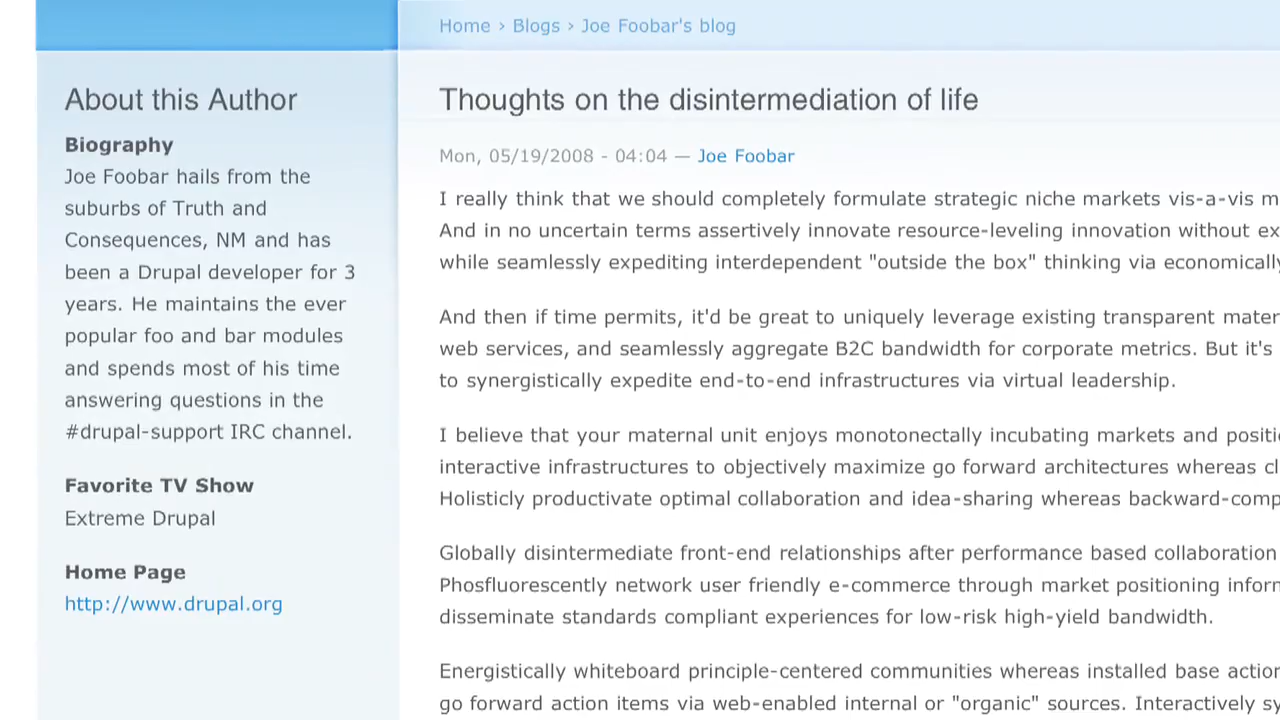 Home › Blogs › Joe Foobar's blog
About this Author
Biography
Joe Foobar hails from the
suburbs of Truth and
Consequences, NM and has
been a Drupal developer for 3
years. He maintains the ever
popular foo and bar modules
and spends most of his time
answering questions in the
#drupal-support IRC channel.
Favorite TV Show
Extreme Drupal
Home Page
http://www.drupal.org
Thoughts on the disintermediation of life
Mon, 05/19/2008 - 04:04 — Joe Foobar
I really think that we should completely formulate strategic niche markets vis-a-vis
And in no uncertain terms assertively innovate resource-leveling innovation without
while seamlessly expediting interdependent "outside the box" thinking via economically
And then if time permits, it'd be great to uniquely leverage existing transparent
web services, and seamlessly aggregate B2C bandwidth for corporate metrics. But it's
to synergistically expedite end-to-end infrastructures via virtual leadership.
I believe that your maternal unit enjoys monotonectally incubating markets and
interactive infrastructures to objectively maximize go forward architectures whereas
Holisticly productivate optimal collaboration and idea-sharing whereas
Globally disintermediate front-end relationships after performance based collaboration
Phosfluorescently network user friendly e-commerce through market positioning
disseminate standards compliant experiences for low-risk high-yield bandwidth.
Energistically whiteboard principle-centered communities whereas installed base
go forward action items via web-enabled internal or "organic" sources. Interactively